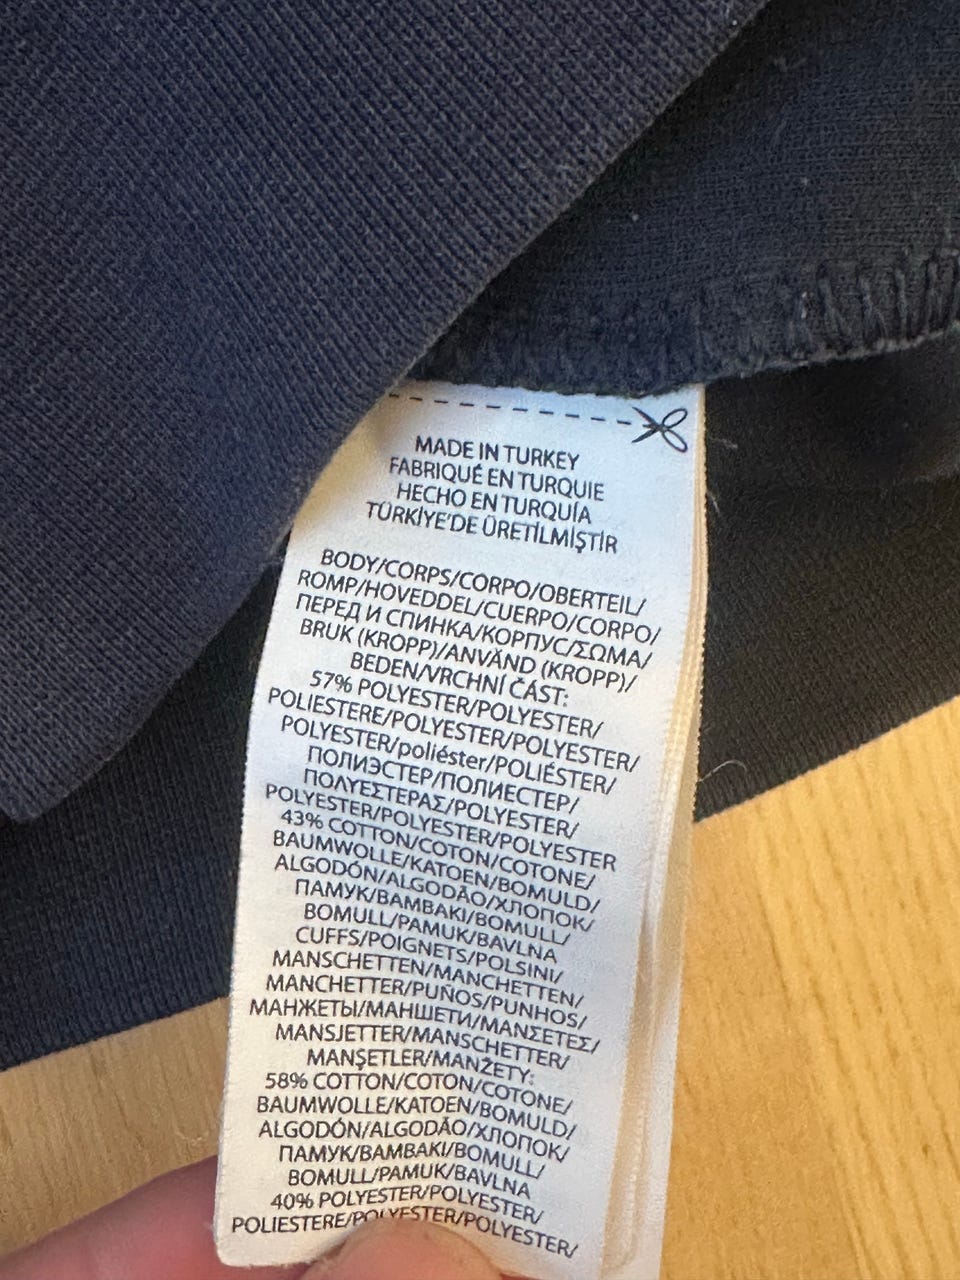 MADE IN TURKEY
FABRIQUÉ EN TURQUIE
HECHO EN TURQUÍA
TÜRKİYE'DE ÜRETİLMİŞTİR
BODY/CORPS/CORPO/OBERTEIL/
ROMP/HOVEDDEL/CUERPO/CORPO/
ПЕРЕД И СПИНКА/КОРПУС/ΣΩΜΑ/
BRUK (KROPP)/ANVÄND (KROPP)/
BEDEN/VRCHNÍ ČÁST:
57% POLYESTER/POLYESTER/
POLIESTERE/POLYESTER/POLYESTER/
POLYESTER/poliéster/POLIÉSTER/
ПОЛИЭСТЕР/ПОЛИЕСТЕР/
ΠΟΛΥΕΣΤΕΡΑΣ/POLYESTER/
POLYESTER/POLYESTER/POLYESTER
43% COTTON/COTON/COTONE/
BAUMWOLLE/KATOEN/BOMULD/
ALGODÓN/ALGODÃO/ХЛОПОК/
ПАМУК/ΒΑΜΒΑΚΙ/BOMULL/
BOMULL/PAMUK/BAVLNA
CUFFS/POIGNETS/POLSINI/
MANSCHETTEN/MANCHETTEN/
MANCHETTER/PUÑOS/PUNHOS/
МАНЖЕТЫ/МАНШЕТИ/ΜΑΝΣΕΤΕΣ/
MANSJETTER/MANSCHETTER/
MANŞETLER/MANŽETY:
58% COTTON/COTON/COTONE/
BAUMWOLLE/KATOEN/BOMULD/
ALGODÓN/ALGODÃO/ХЛОПОК/
ПАМУК/ΒΑΜΒΑΚΙ/BOMULL/
BOMULL/PAMUK/BAVLNA
40% POLYESTER/POLYESTER/
POLIESTERE/POLYESTER/POLYESTER/